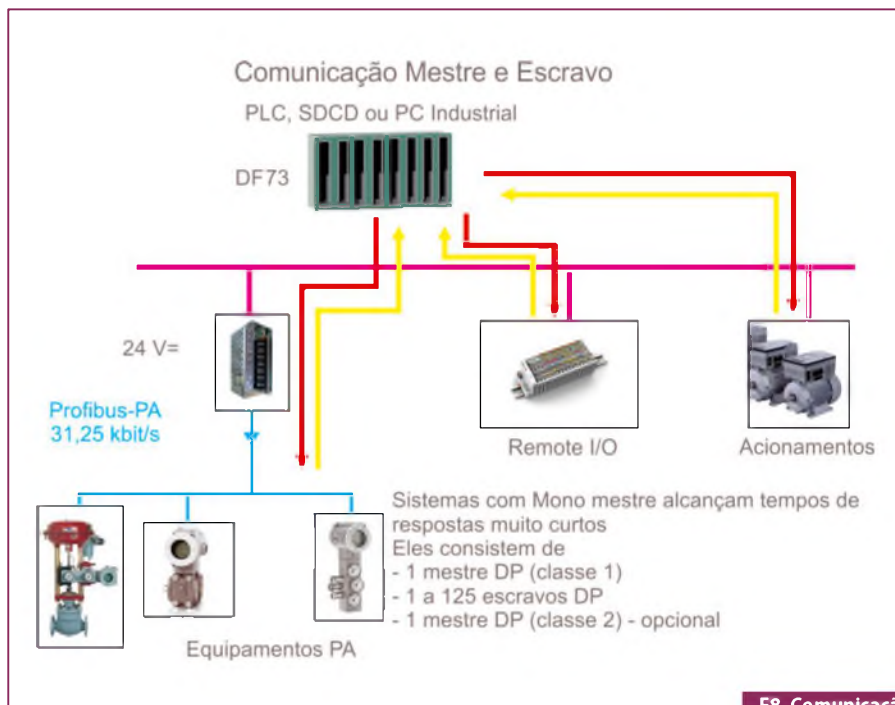 Comunicação Mestre e Escravo
PLC, SDCD ou PC Industrial
DF73
24 V=
Profibus-PA
31,25 kbit/s
Remote I/O
Acionamentos
Sistemas com Mono mestre alcançam tempos de
respostas muito curtos
Eles consistem de
- 1 mestre DP (classe 1)
- 1 a 125 escravos DP
- 1 mestre DP (classe 2) - opcional
Equipamentos PA